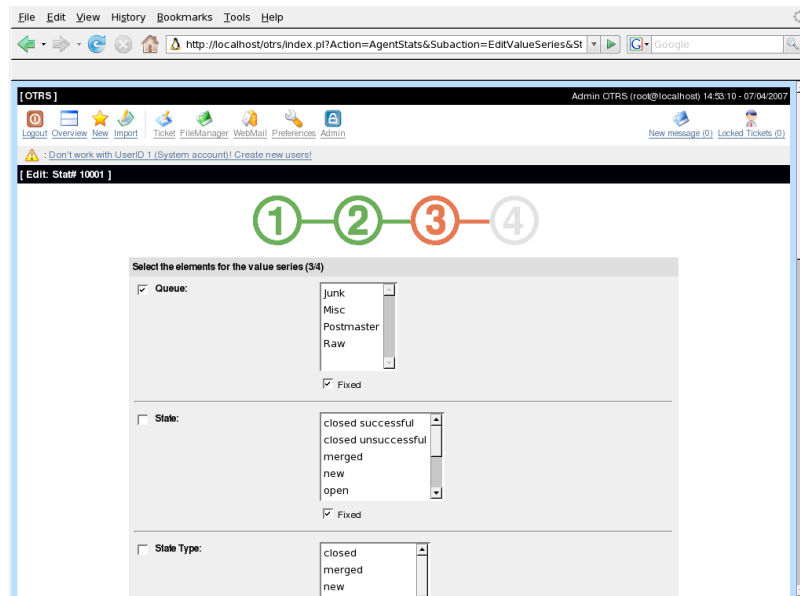 File Edit View History Bookmarks Tools Help
http://localhost/otrs/index.pl?Action=AgentStats&Subaction=EditValueSeries&St
G Google
[ OTRS ]
Admin OTRS (root@localhost) 14:53:10 - 07/04/2007
Logout Overview New Import Ticket FileManager WebMail Preferences Admin
New message (0) Locked Tickets (0)
: Don't work with UserID 1 (System account)! Create new users!
[ Edit: Stat# 10001 ]
1 2 3 4
Select the elements for the value series (3/4)
Queue:
Junk
Misc
Postmaster
Raw
Fixed
State:
closed successful
closed unsuccessful
merged
new
open
Fixed
State Type:
closed
merged
new